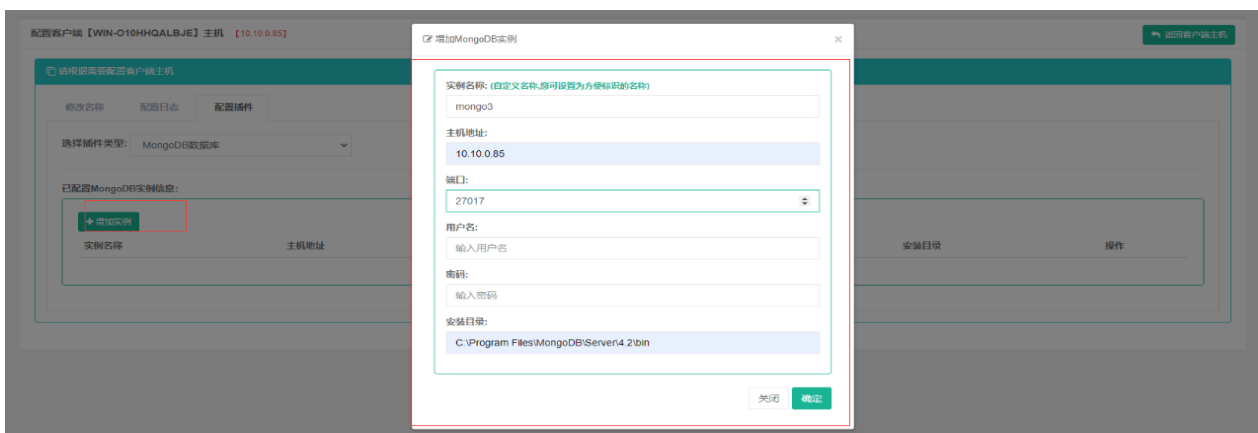 配置客户端【WIN-O10HHQALBJE】主机 【10.10.0.85】
返回客户端主机
请根据需要配置客户端主机
修改名称 配置日志 配置插件
选择插件类型: MongoDB数据库
已配置MongoDB实例信息:
+增加实例
实例名称 主机地址 安装目录 操作
增加MongoDB实例 ×
实例名称: (自定义名称,您可设置为方便标识的名称)
mongo3
主机地址:
10.10.0.85
端口:
27017
用户名:
输入用户名
密码:
输入密码
安装目录:
C:\Program Files\MongoDB\Server\4.2\bin
关闭 确定